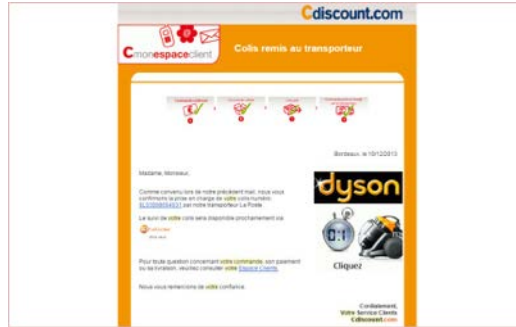 Cdiscount.com
Cmonespaceclient
Colis remis au transporteur
Bordeaux, le 10/12/2013
Madame, Monsieur,
Comme convenu lors de notre précédent mail, nous vous
confirmons la prise en charge de votre colis numéro
par notre transporteur La Poste.
Le suivi de votre colis sera disponible prochainement via
Pour toute question concernant votre commande, son paiement
ou sa livraison, veuillez consulter votre Espace Clients.
Nous vous remercions de votre confiance.
dyson
Cliquez
Cordialement,
Votre Service Clients
Cdiscount.com